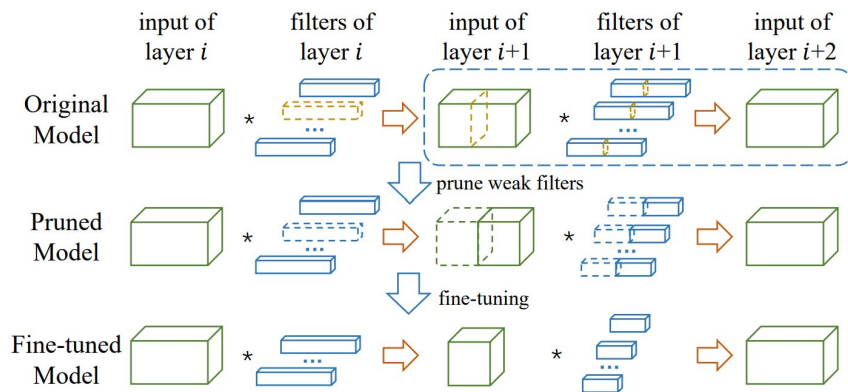 input of
layer i
filters of
layer i
input of
layer i+1
filters of
layer i+1
input of
layer i+2
Original
Model
*
...
*
...
prune weak filters
Pruned
Model
*
...
*
...
fine-tuning
Fine-tuned
Model
*
...
*
...